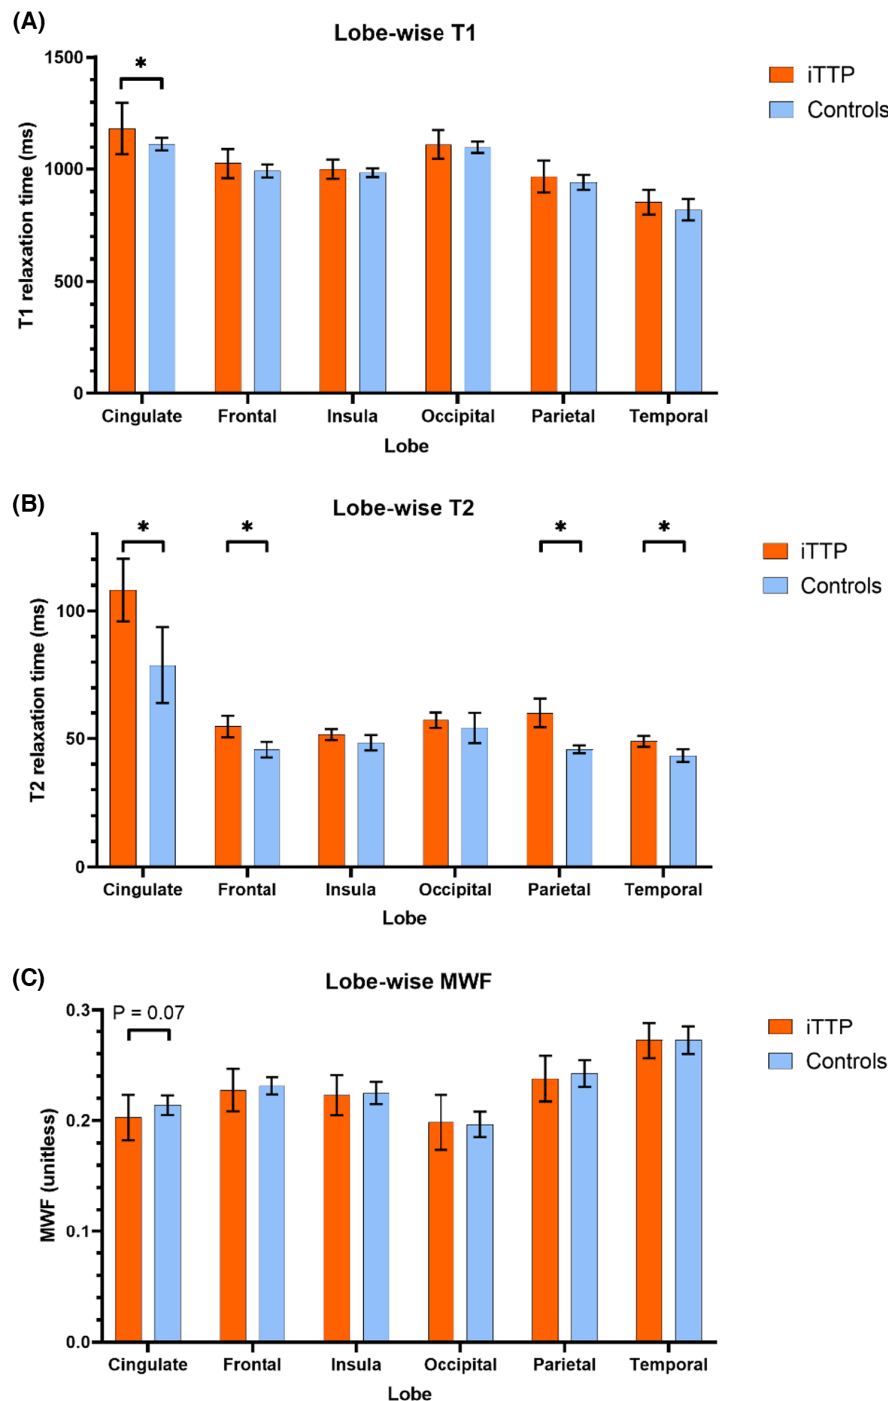 (A)
Lobe-wise T1
T1 relaxation time (ms)
1500
1000
500
0
*
iTTP
Controls
Cingulate Frontal Insula Occipital Parietal Temporal
Lobe
(B)
Lobe-wise T2
T2 relaxation time (ms)
100
50
0
* * * *
iTTP
Controls
Cingulate Frontal Insula Occipital Parietal Temporal
Lobe
(C)
Lobe-wise MWF
MWF (unitless)
0.3
0.2
0.1
0.0
P = 0.07
iTTP
Controls
Cingulate Frontal Insula Occipital Parietal Temporal
Lobe